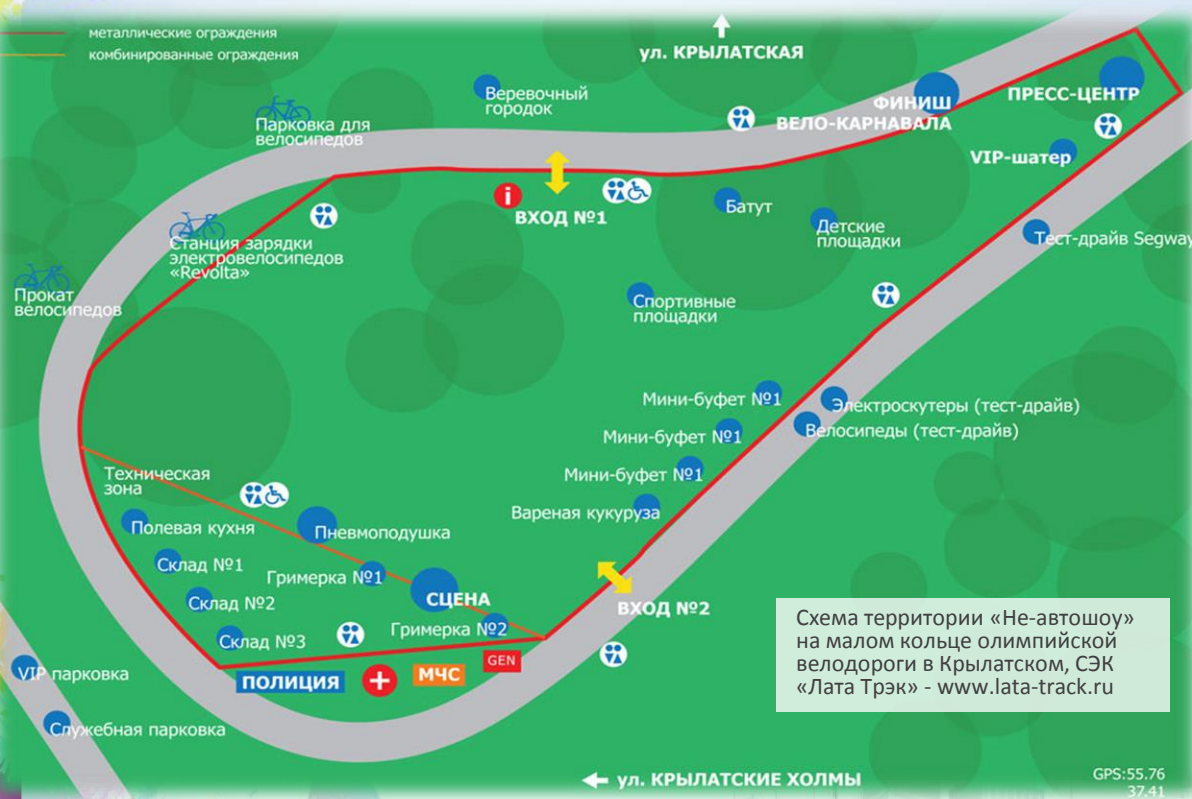 металлические ограждения
комбинированные ограждения
ул. КРЫЛАТСКАЯ
Веревочный
городок
Парковка для
велосипедов
ФИНИШ
ВЕЛО-КАРНАВАЛА
ПРЕСС-ЦЕНТР
VIP-шатер
i
ВХОД №1
Батут
Детские
площадки
Тест-драйв Segway
Станция зарядки
электровелосипедов
«Revolta»
Прокат
велосипедов
Спортивные
площадки
Мини-буфет №1
Электроскутеры (тест-драйв)
Мини-буфет №1
Велосипеды (тест-драйв)
Мини-буфет №1
Вареная кукуруза
Техническая
зона
Полевая кухня
Пневмоподушка
Склад №1
Гримерка №1
Склад №2
СЦЕНА
ВХОД №2
Склад №3
Гримерка №2
GEN
ПОЛИЦИЯ
МЧС
VIP парковка
Служебная парковка
Схема территории «Не-автошоу»
на малом кольце олимпийской
велодороги в Крылатском, СЭК
«Лата Трэк» - www.lata-track.ru
ул. КРЫЛАТСКИЕ ХОЛМЫ
GPS:55.76
37.41